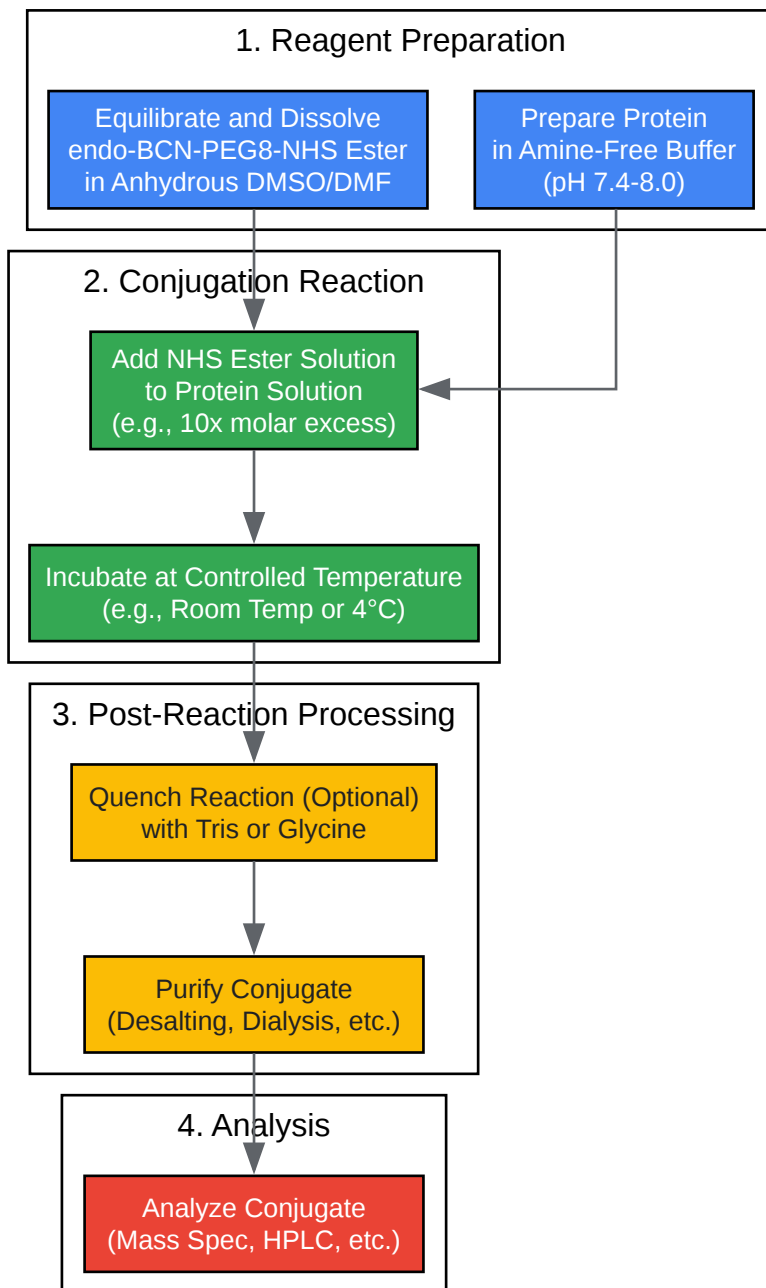 1. Reagent Preparation
Equilibrate and Dissolve
endo-BCN-PEG8-NHS Ester
in Anhydrous DMSO/DMF
Prepare Protein
in Amine-Free Buffer
(pH 7.4-8.0)
2. Conjugation Reaction
Add NHS Ester Solution
to Protein Solution
(e.g., 10x molar excess)
Incubate at Controlled Temperature
(e.g., Room Temp or 4°C)
3. Post-Reaction Processing
Quench Reaction (Optional)
with Tris or Glycine
Purify Conjugate
(Desalting, Dialysis, etc.)
4. Analysis
Analyze Conjugate
(Mass Spec, HPLC, etc.)